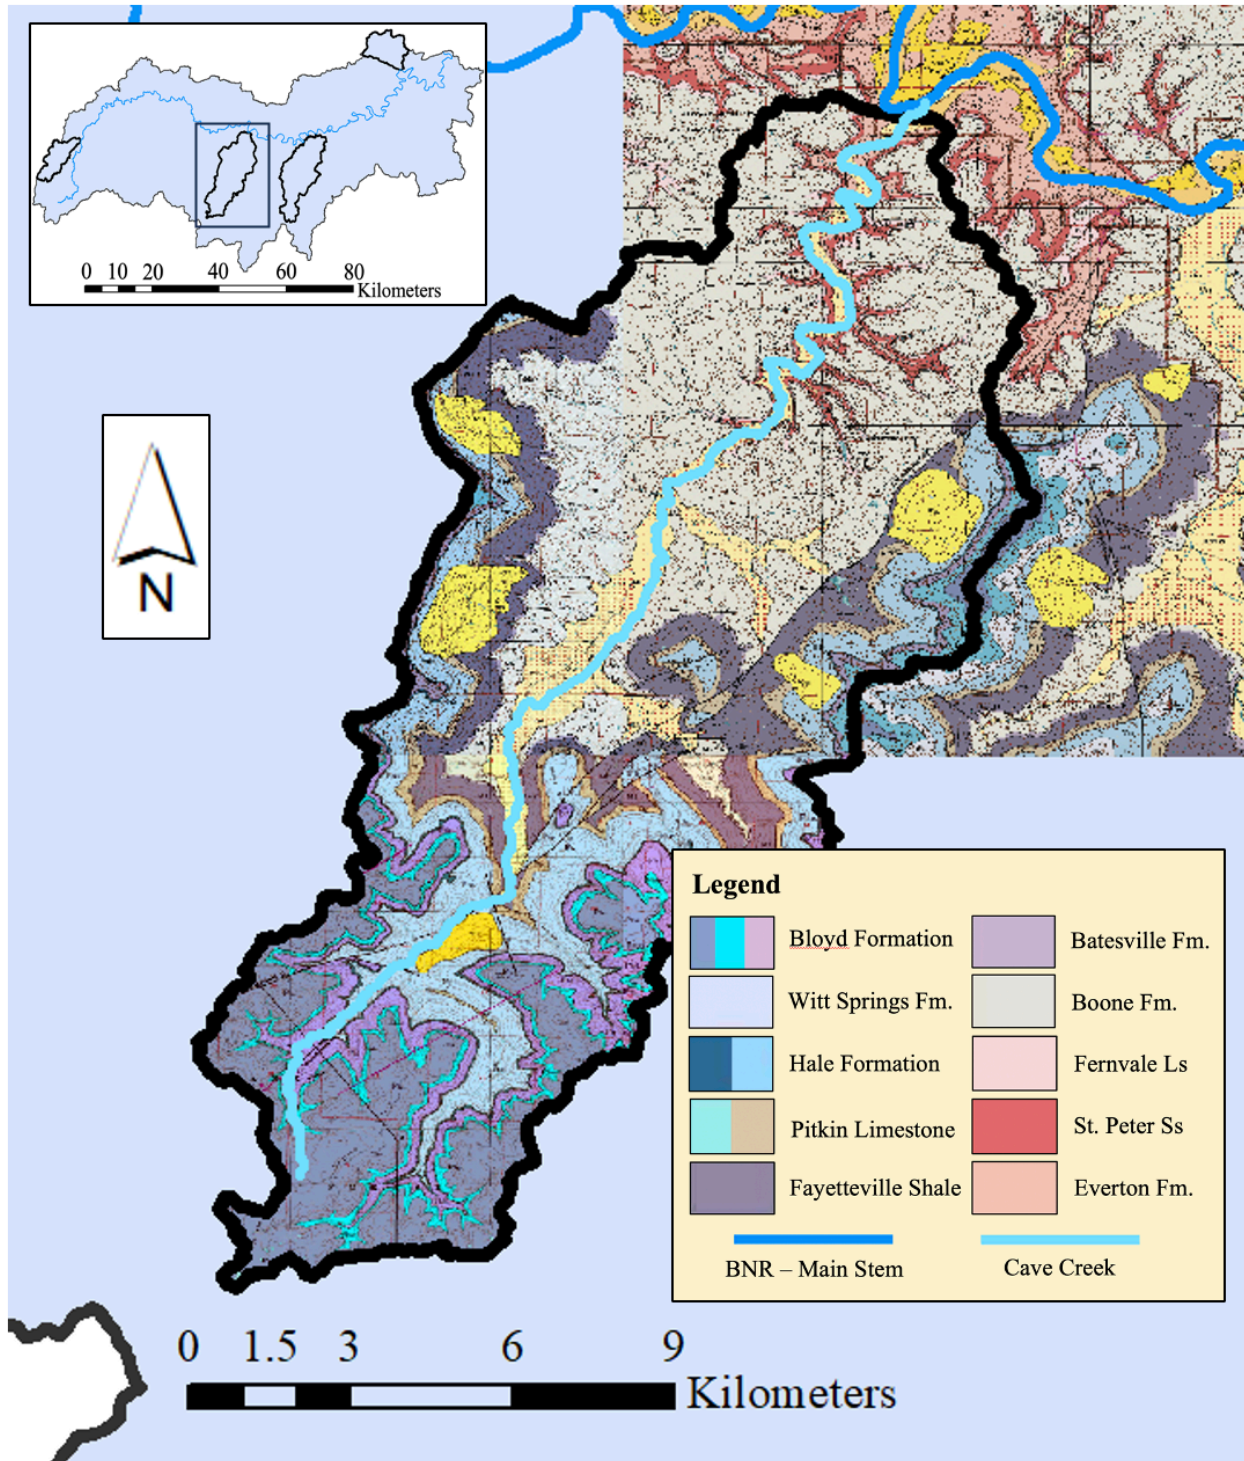 0 10 20 40 60 80
Kilometers
N
Legend
Bloyd Formation
Witt Springs Fm.
Hale Formation
Pitkin Limestone
Fayetteville Shale
Batesville Fm.
Boone Fm.
Fernvale Ls
St. Peter Ss
Everton Fm.
BNR – Main Stem
Cave Creek
0 1.5 3 6 9
Kilometers